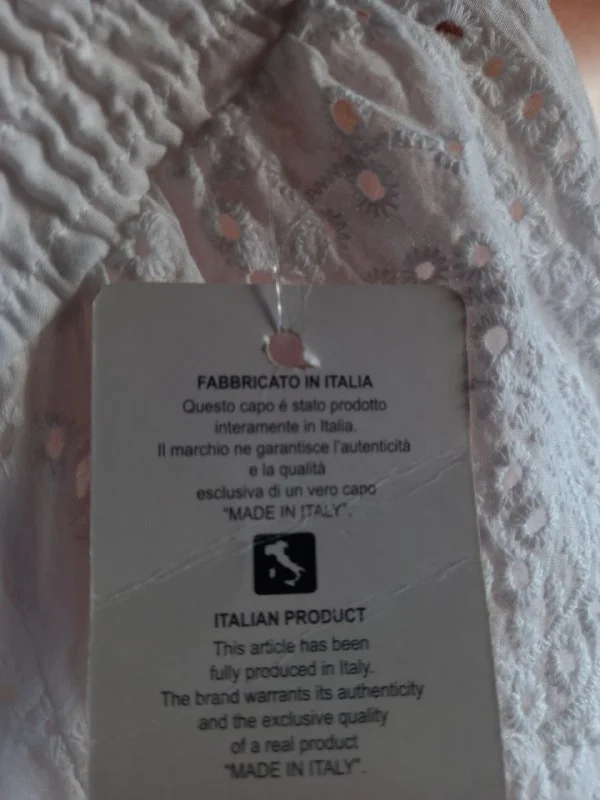 FABBRICATO IN ITALIA
Questo capo é stato prodotto
interamente in Italia.
Il marchio ne garantisce l'autenticità
e la qualità
esclusiva di un vero capo
"MADE IN ITALY".
ITALIAN PRODUCT
This article has been
fully produced in Italy.
The brand warrants its authenticity
and the exclusive quality
of a real product
"MADE IN ITALY".